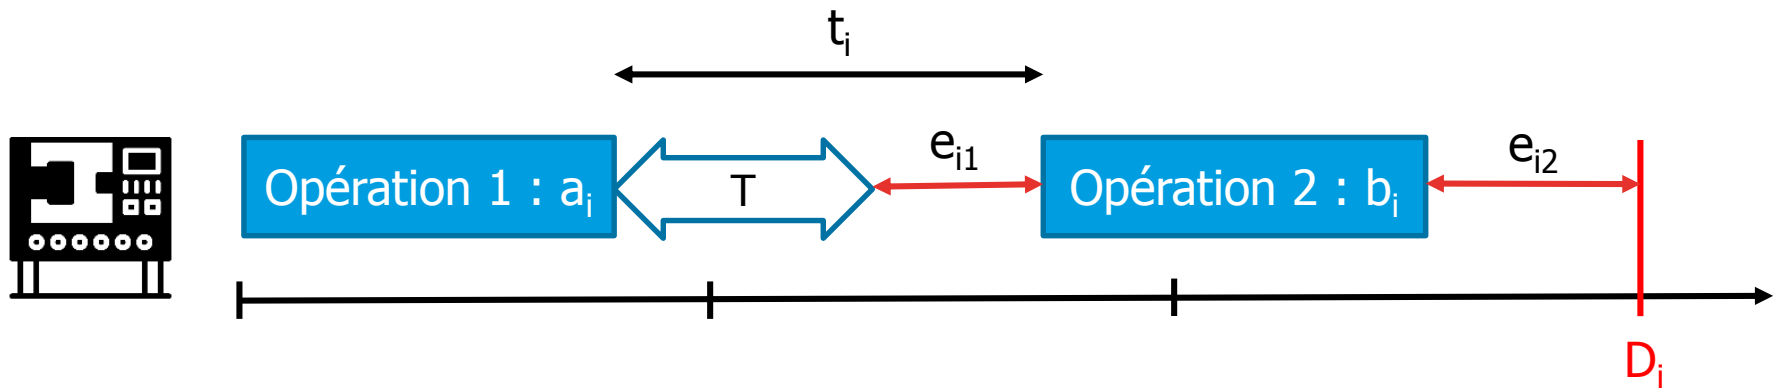 tᵢ
Opération 1 : aᵢ
T
eᵢ₁
Opération 2 : bᵢ
eᵢ₂
Dᵢ